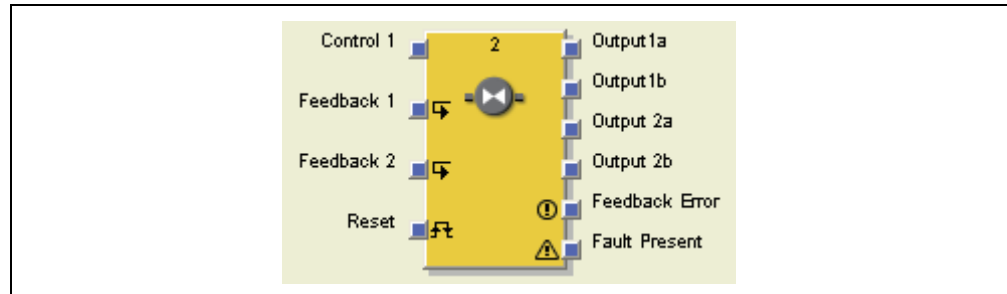 Control 1
Feedback 1
Feedback 2
Reset
2
Output1a
Output1b
Output 2a
Output 2b
Feedback Error
Fault Present